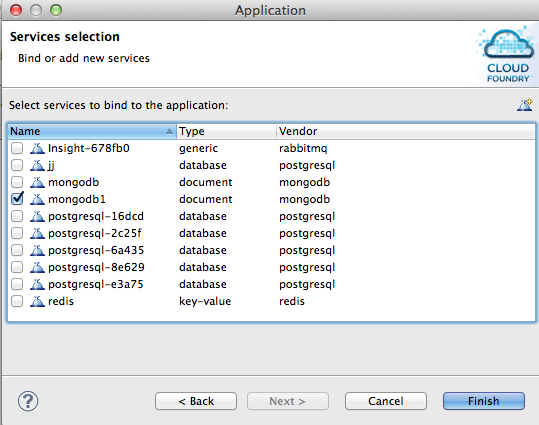 Application
Services selection
Bind or add new services
CLOUD
FOUNDRY
Select services to bind to the application:
Name Type Vendor
Insight-678fb0 generic rabbitmq
jj database postgresql
mongodb document mongodb
mongodb1 document mongodb
postgresql-16dcd database postgresql
postgresql-2c25f database postgresql
postgresql-6a435 database postgresql
postgresql-8e629 database postgresql
postgresql-e3a75 database postgresql
redis key-value redis
? < Back Next > Cancel Finish